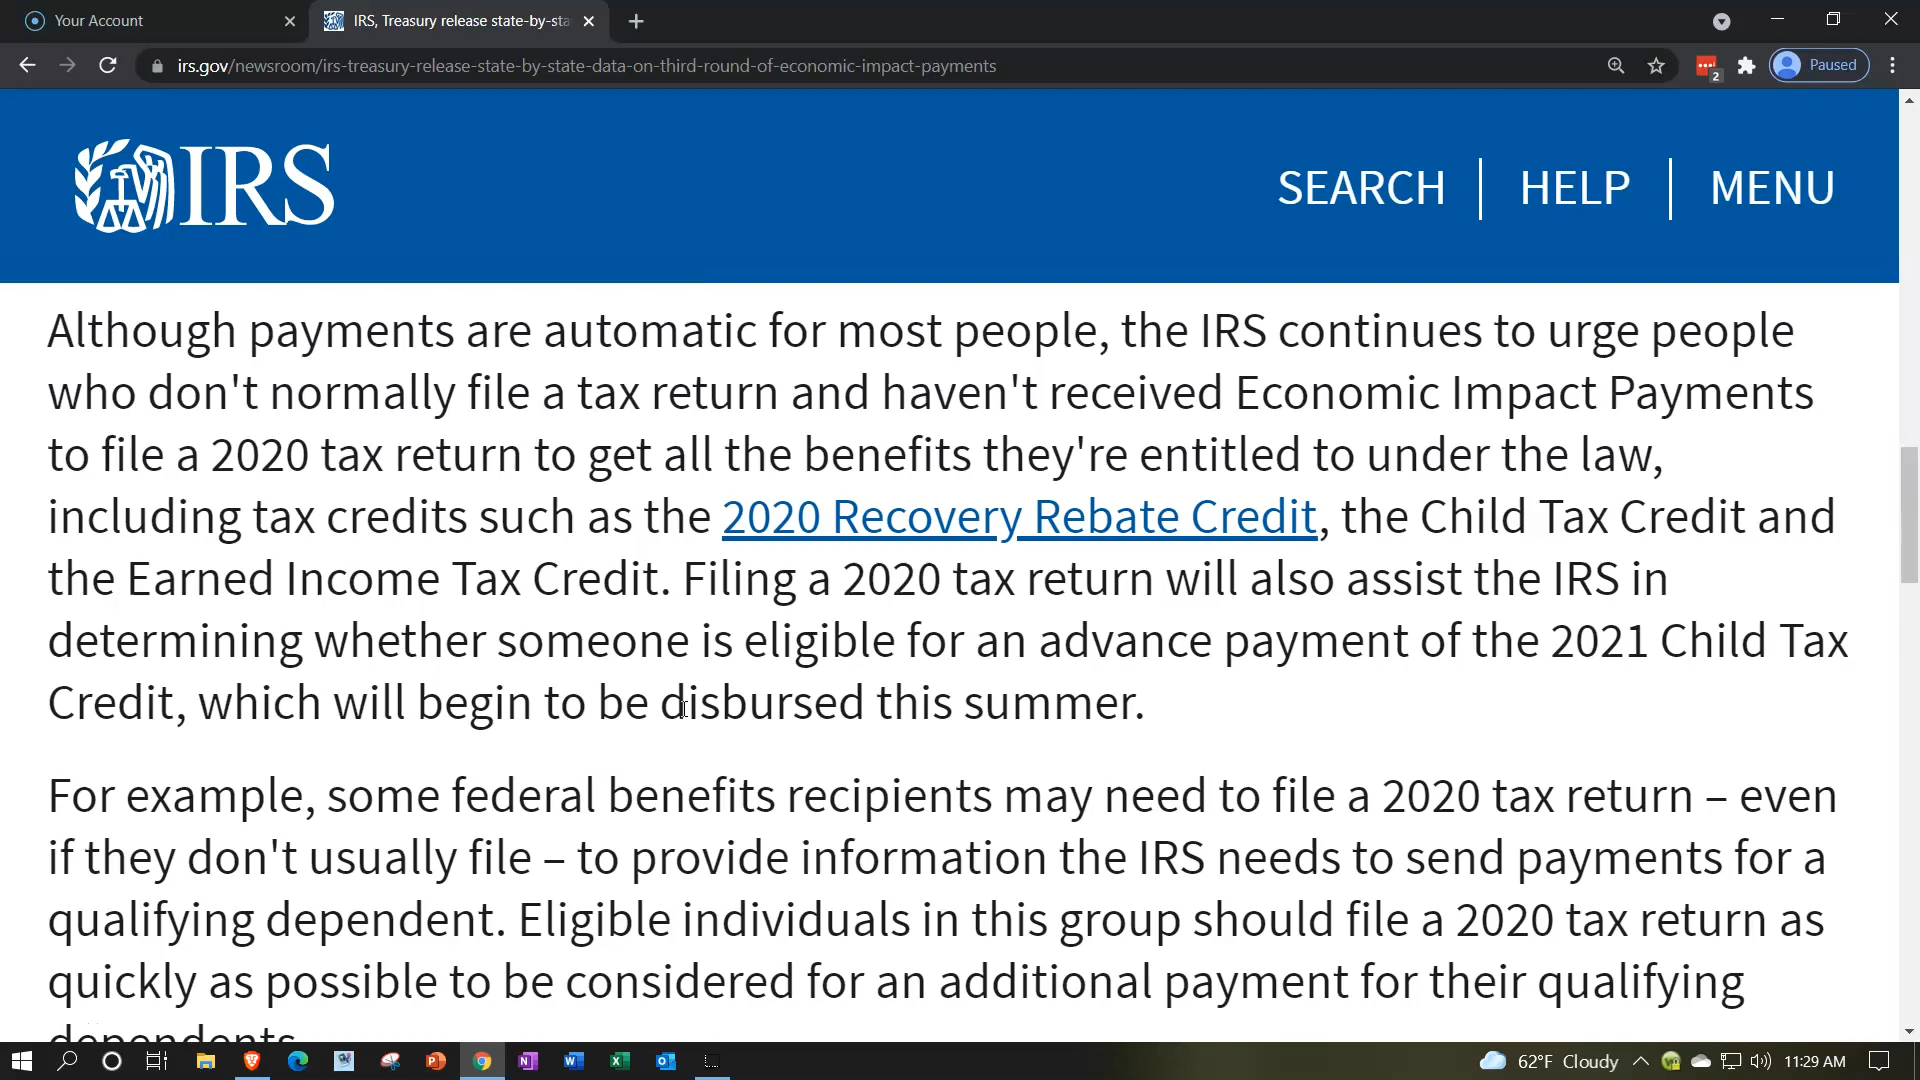 Your Account
IRS, Treasury release state-by-sta
irs.gov/newsroom/irs-treasury-release-state-by-state-data-on-third-round-of-economic-impact-payments
2
Paused
IRS
SEARCH
HELP
MENU
Although payments are automatic for most people, the IRS continues to urge people
who don't normally file a tax return and haven't received Economic Impact Payments
to file a 2020 tax return to get all the benefits they're entitled to under the law,
including tax credits such as the 2020 Recovery Rebate Credit, the Child Tax Credit and
the Earned Income Tax Credit. Filing a 2020 tax return will also assist the IRS in
determining whether someone is eligible for an advance payment of the 2021 Child Tax
Credit, which will begin to be disbursed this summer.
For example, some federal benefits recipients may need to file a 2020 tax return – even
if they don't usually file – to provide information the IRS needs to send payments for a
qualifying dependent. Eligible individuals in this group should file a 2020 tax return as
quickly as possible to be considered for an additional payment for their qualifying
dependents.
62°F Cloudy
11:29 AM